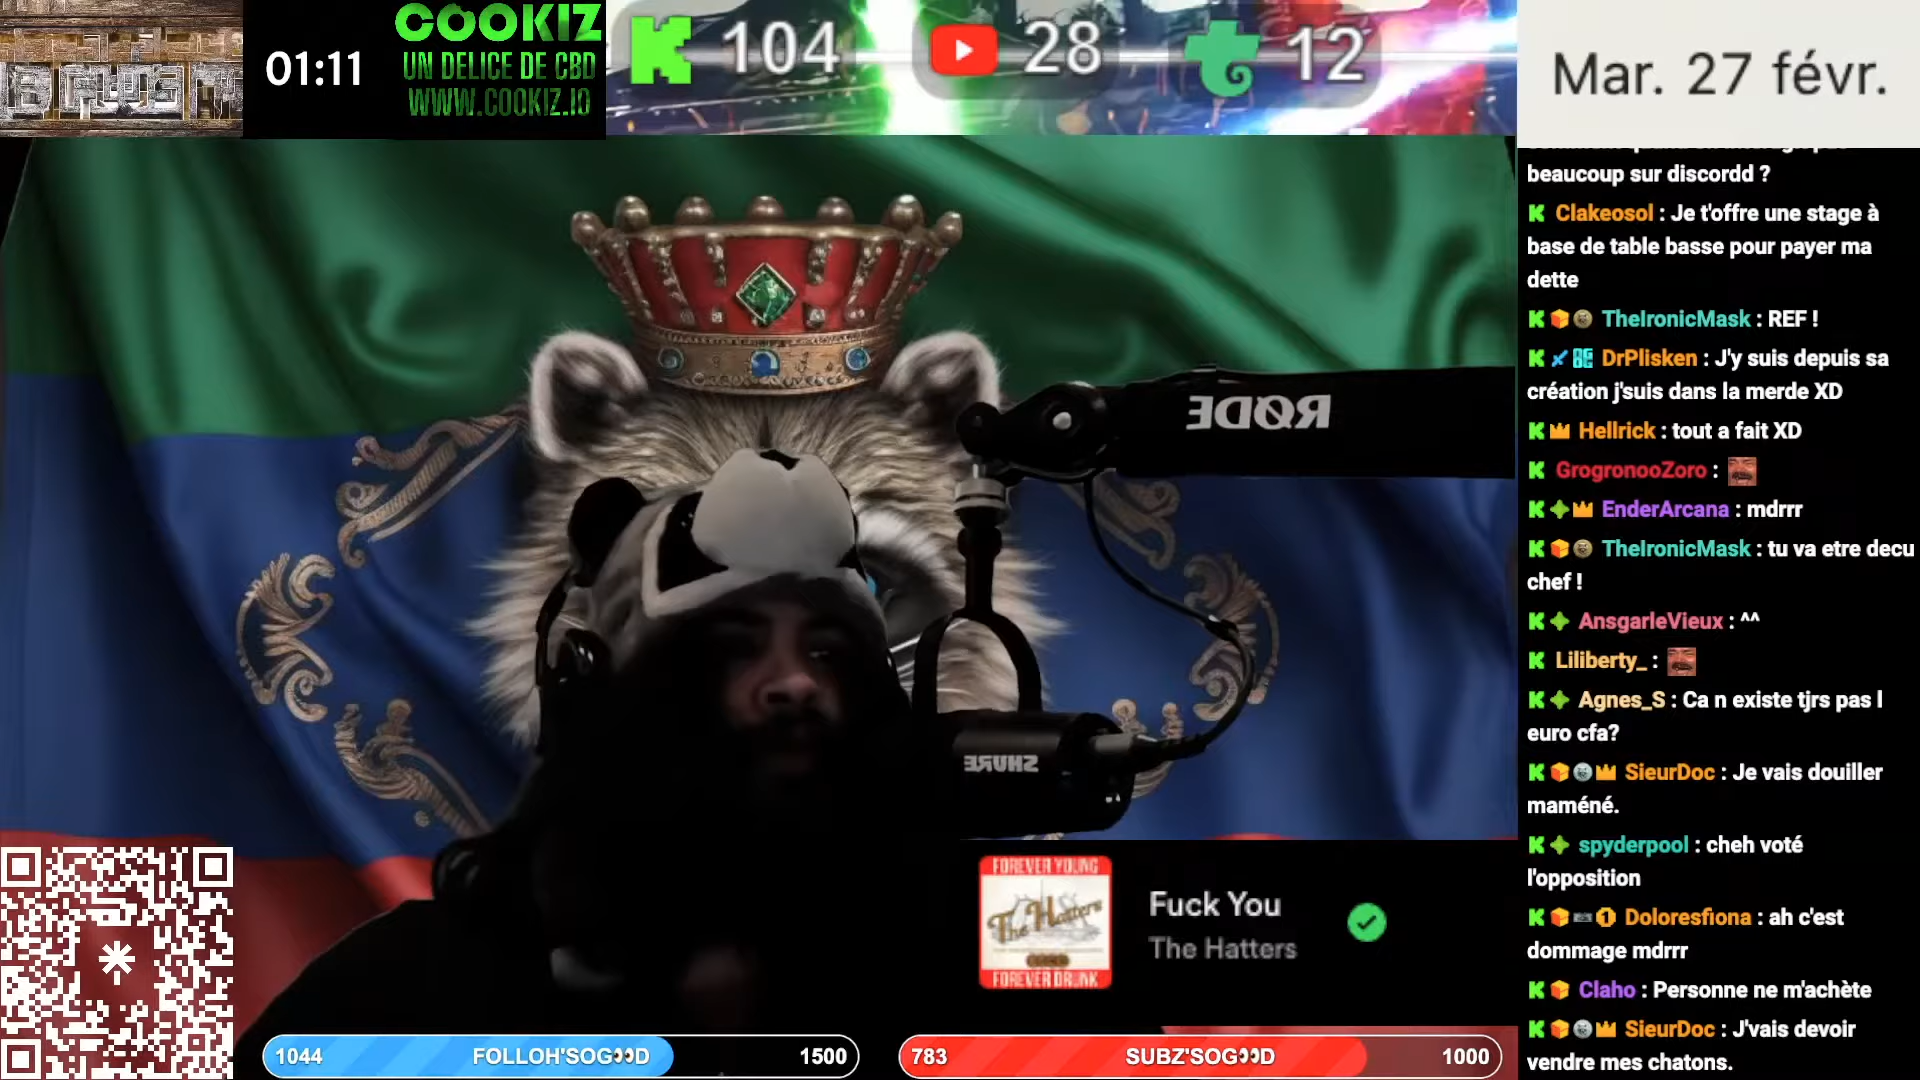 01:11
COOKIZ
UN DELICE DE CBD
WWW.COOKIZ.IO
104
28
12
Mar. 27 févr.
beaucoup sur discordd ?
Clakeosol : Je t'offre une stage à
base de table basse pour payer ma
dette
TheIronicMask : REF !
DrPlisken : J'y suis depuis sa
création j'suis dans la merde XD
Hellrick : tout a fait XD
GrogronooZoro :
EnderArcana : mdrrr
TheIronicMask : tu va etre decu
chef !
AnsgarleVieux : ^^
Liliberty_ :
Agnes_S : Ca n existe tjrs pas l
euro cfa?
SieurDoc : Je vais douiller
maméné.
spyderpool : cheh voté
l'opposition
Doloresfiona : ah c'est
dommage mdrrr
Claho : Personne ne m'achète
SieurDoc : J'vais devoir
vendre mes chatons.
RØDE
SHURE
FOREVER YOUNG
The Hatters
FOREVER DRUNK
Fuck You
The Hatters
1044 FOLLOH'SOG👀D 1500
783 SUBZ'SOG👀D 1000